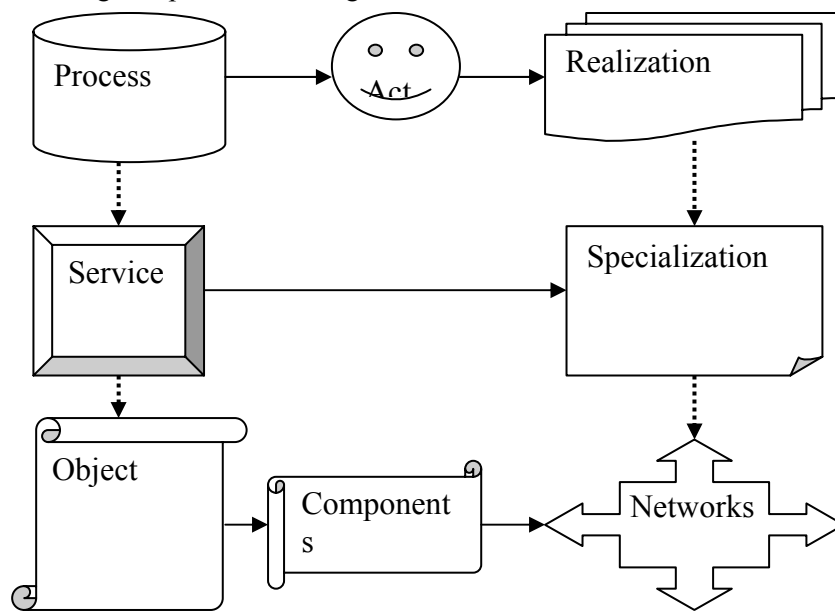 Process
Act
Realization
Service
Specialization
Object
Component
s
Networks